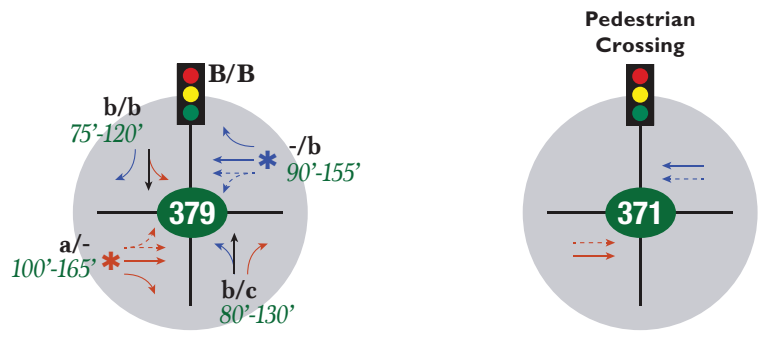 B/B
b/b
75'-120'
-/b
90'-155'
379
a/-
100'-165'
b/c
80'-130'
Pedestrian
Crossing
371